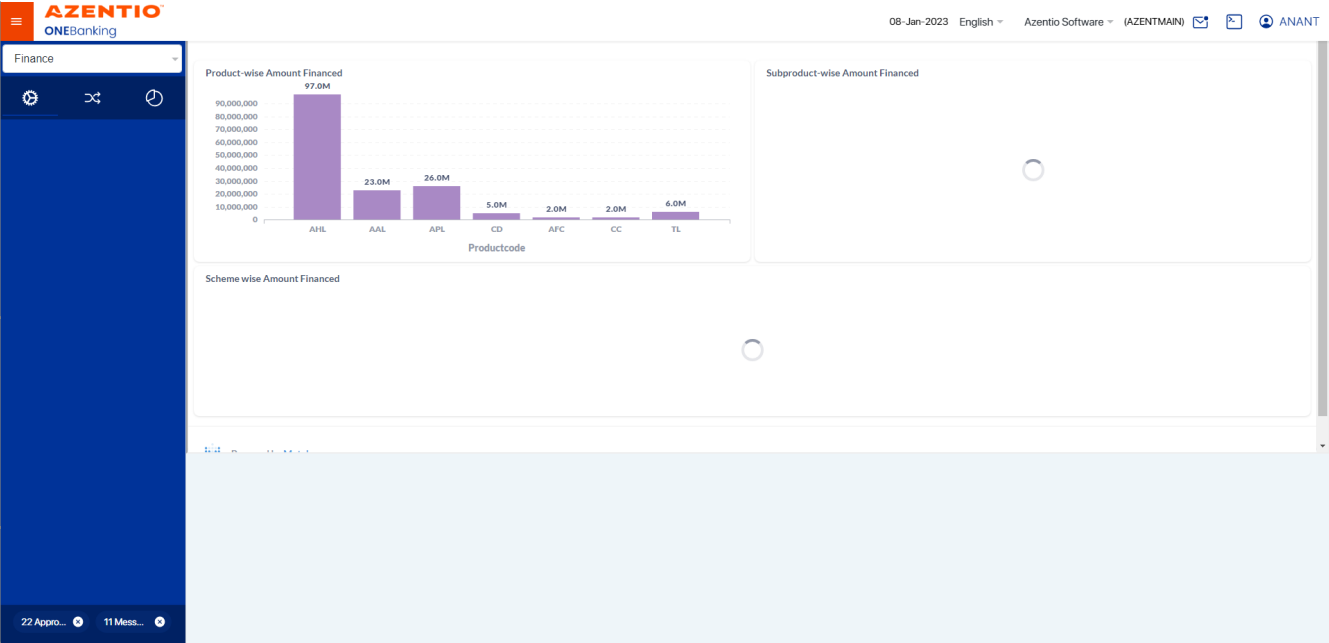 AZENTIO
ONEBanking
08-Jan-2023 English Azentio Software (AZENTMAIN) ANANT
Finance
Product-wise Amount Financed
97.0M
90,000,000
80,000,000
70,000,000
60,000,000
50,000,000
40,000,000
30,000,000
20,000,000
10,000,000
0
23.0M
26.0M
5.0M
2.0M
2.0M
6.0M
AHL AAL APL CD AFC CC TL
Productcode
Subproduct-wise Amount Financed
Scheme wise Amount Financed
22 Appro... 11 Mess...